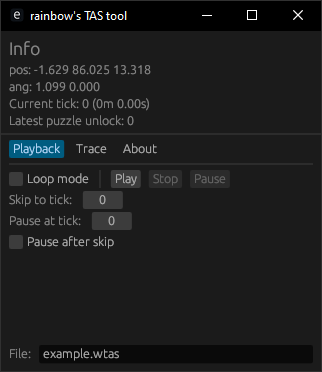 e rainbow's TAS tool
Info
pos: -1.629 86.025 13.318
ang: 1.099 0.000
Current tick: 0 (0m 0.00s)
Latest puzzle unlock: 0
Playback Trace About
Loop mode Play Stop Pause
Skip to tick: 0
Pause at tick: 0
Pause after skip
File: example.wtas